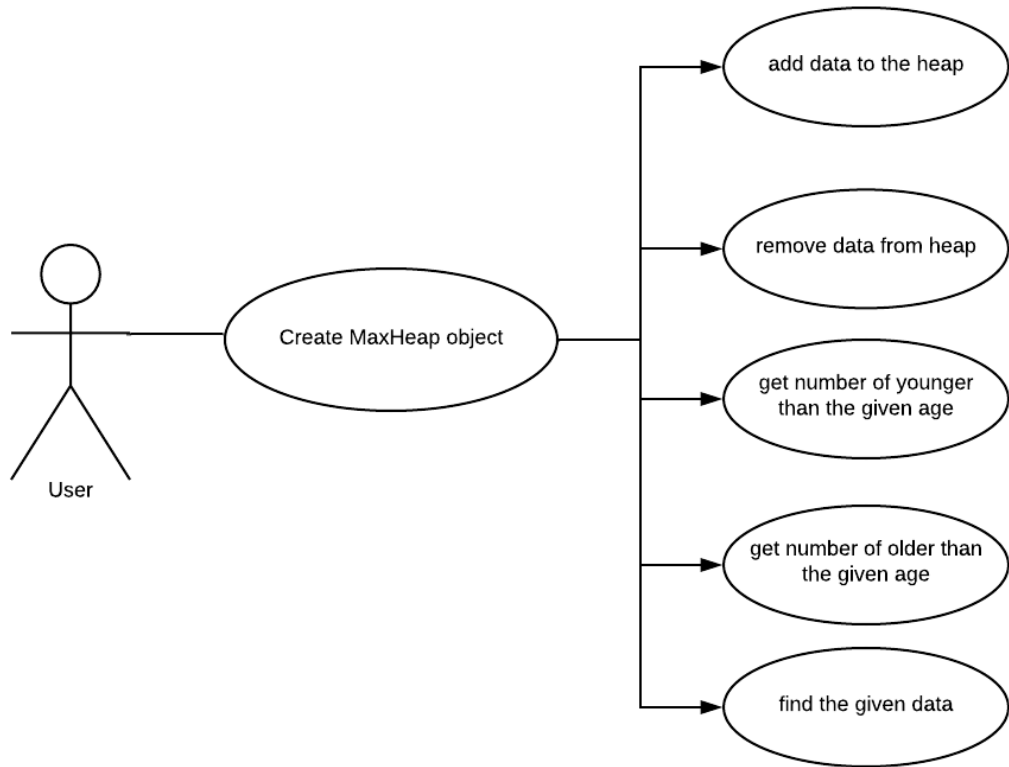 add data to the heap
remove data from heap
Create MaxHeap object
get number of younger
than the given age
User
get number of older than
the given age
find the given data